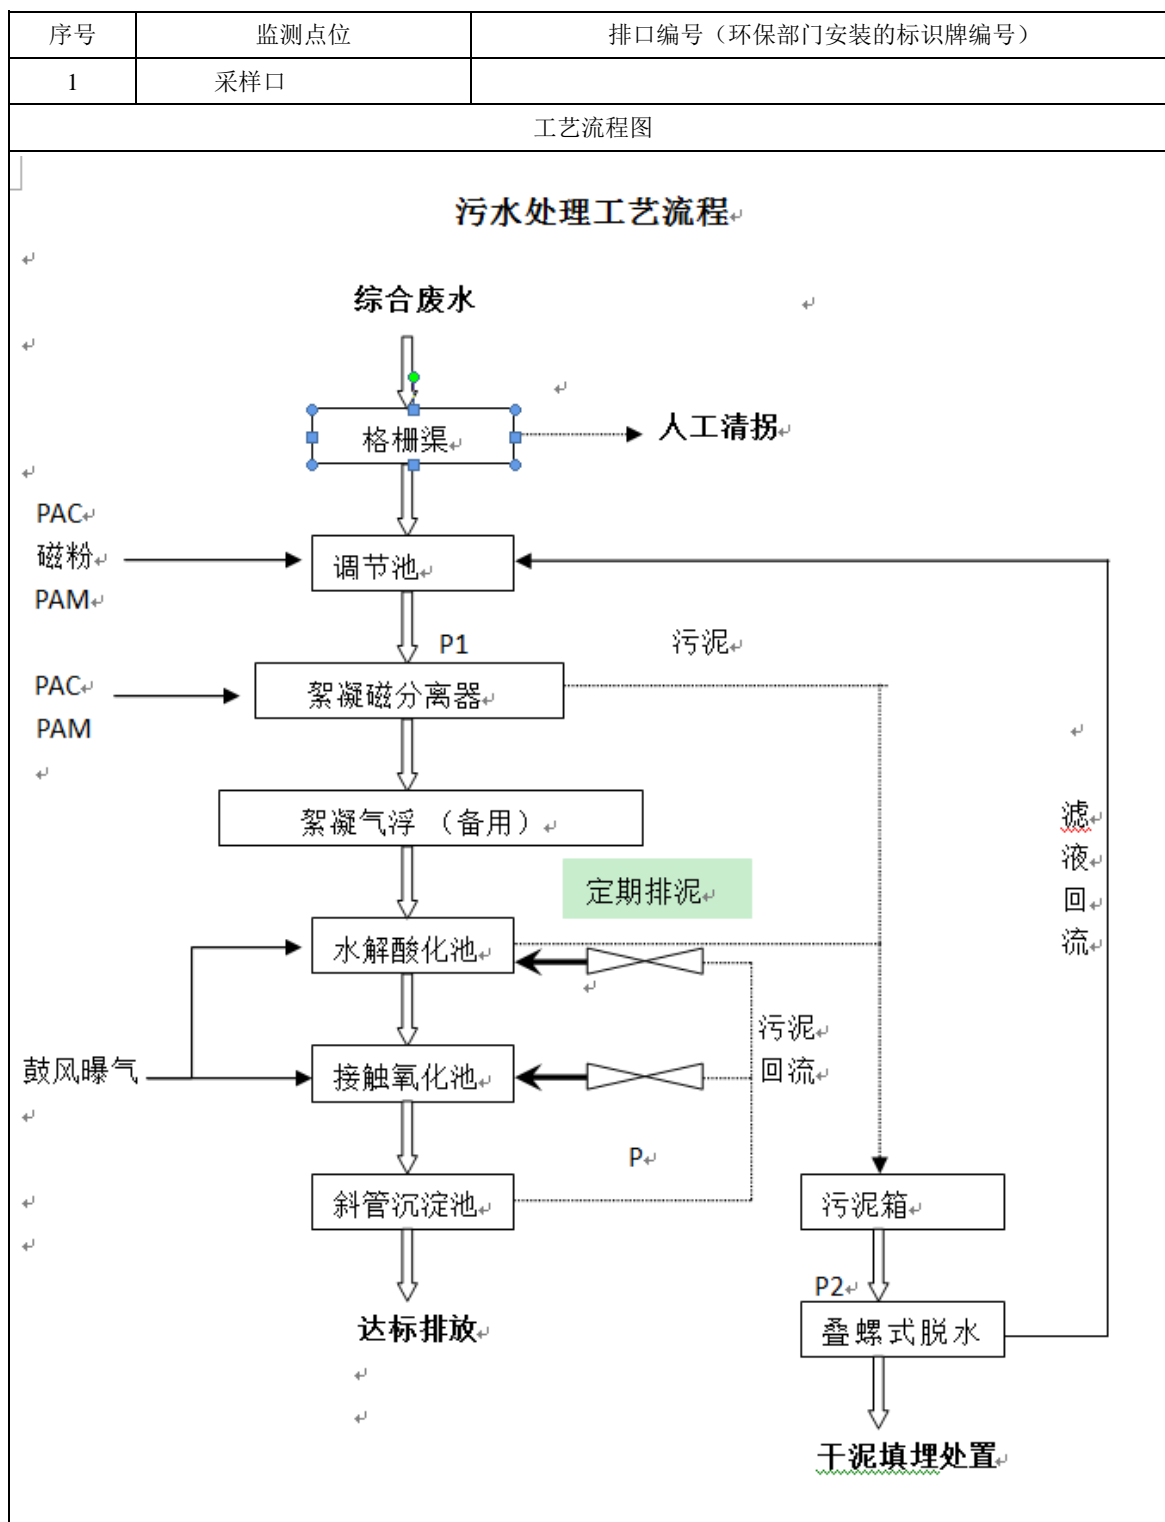 序号 监测点位 排口编号（环保部门安装的标识牌编号）
1 采样口
工艺流程图
污水处理工艺流程
综合废水
格栅渠
人工清拐
PAC
磁粉
PAM
调节池
P1
污泥
PAC
PAM
絮凝磁分离器
絮凝气浮 （备用）
定期排泥
水解酸化池
滤
液
回
流
污泥
回流
鼓风曝气
接触氧化池
P
斜管沉淀池
污泥箱
P2
达标排放
叠螺式脱水
干泥填埋处置